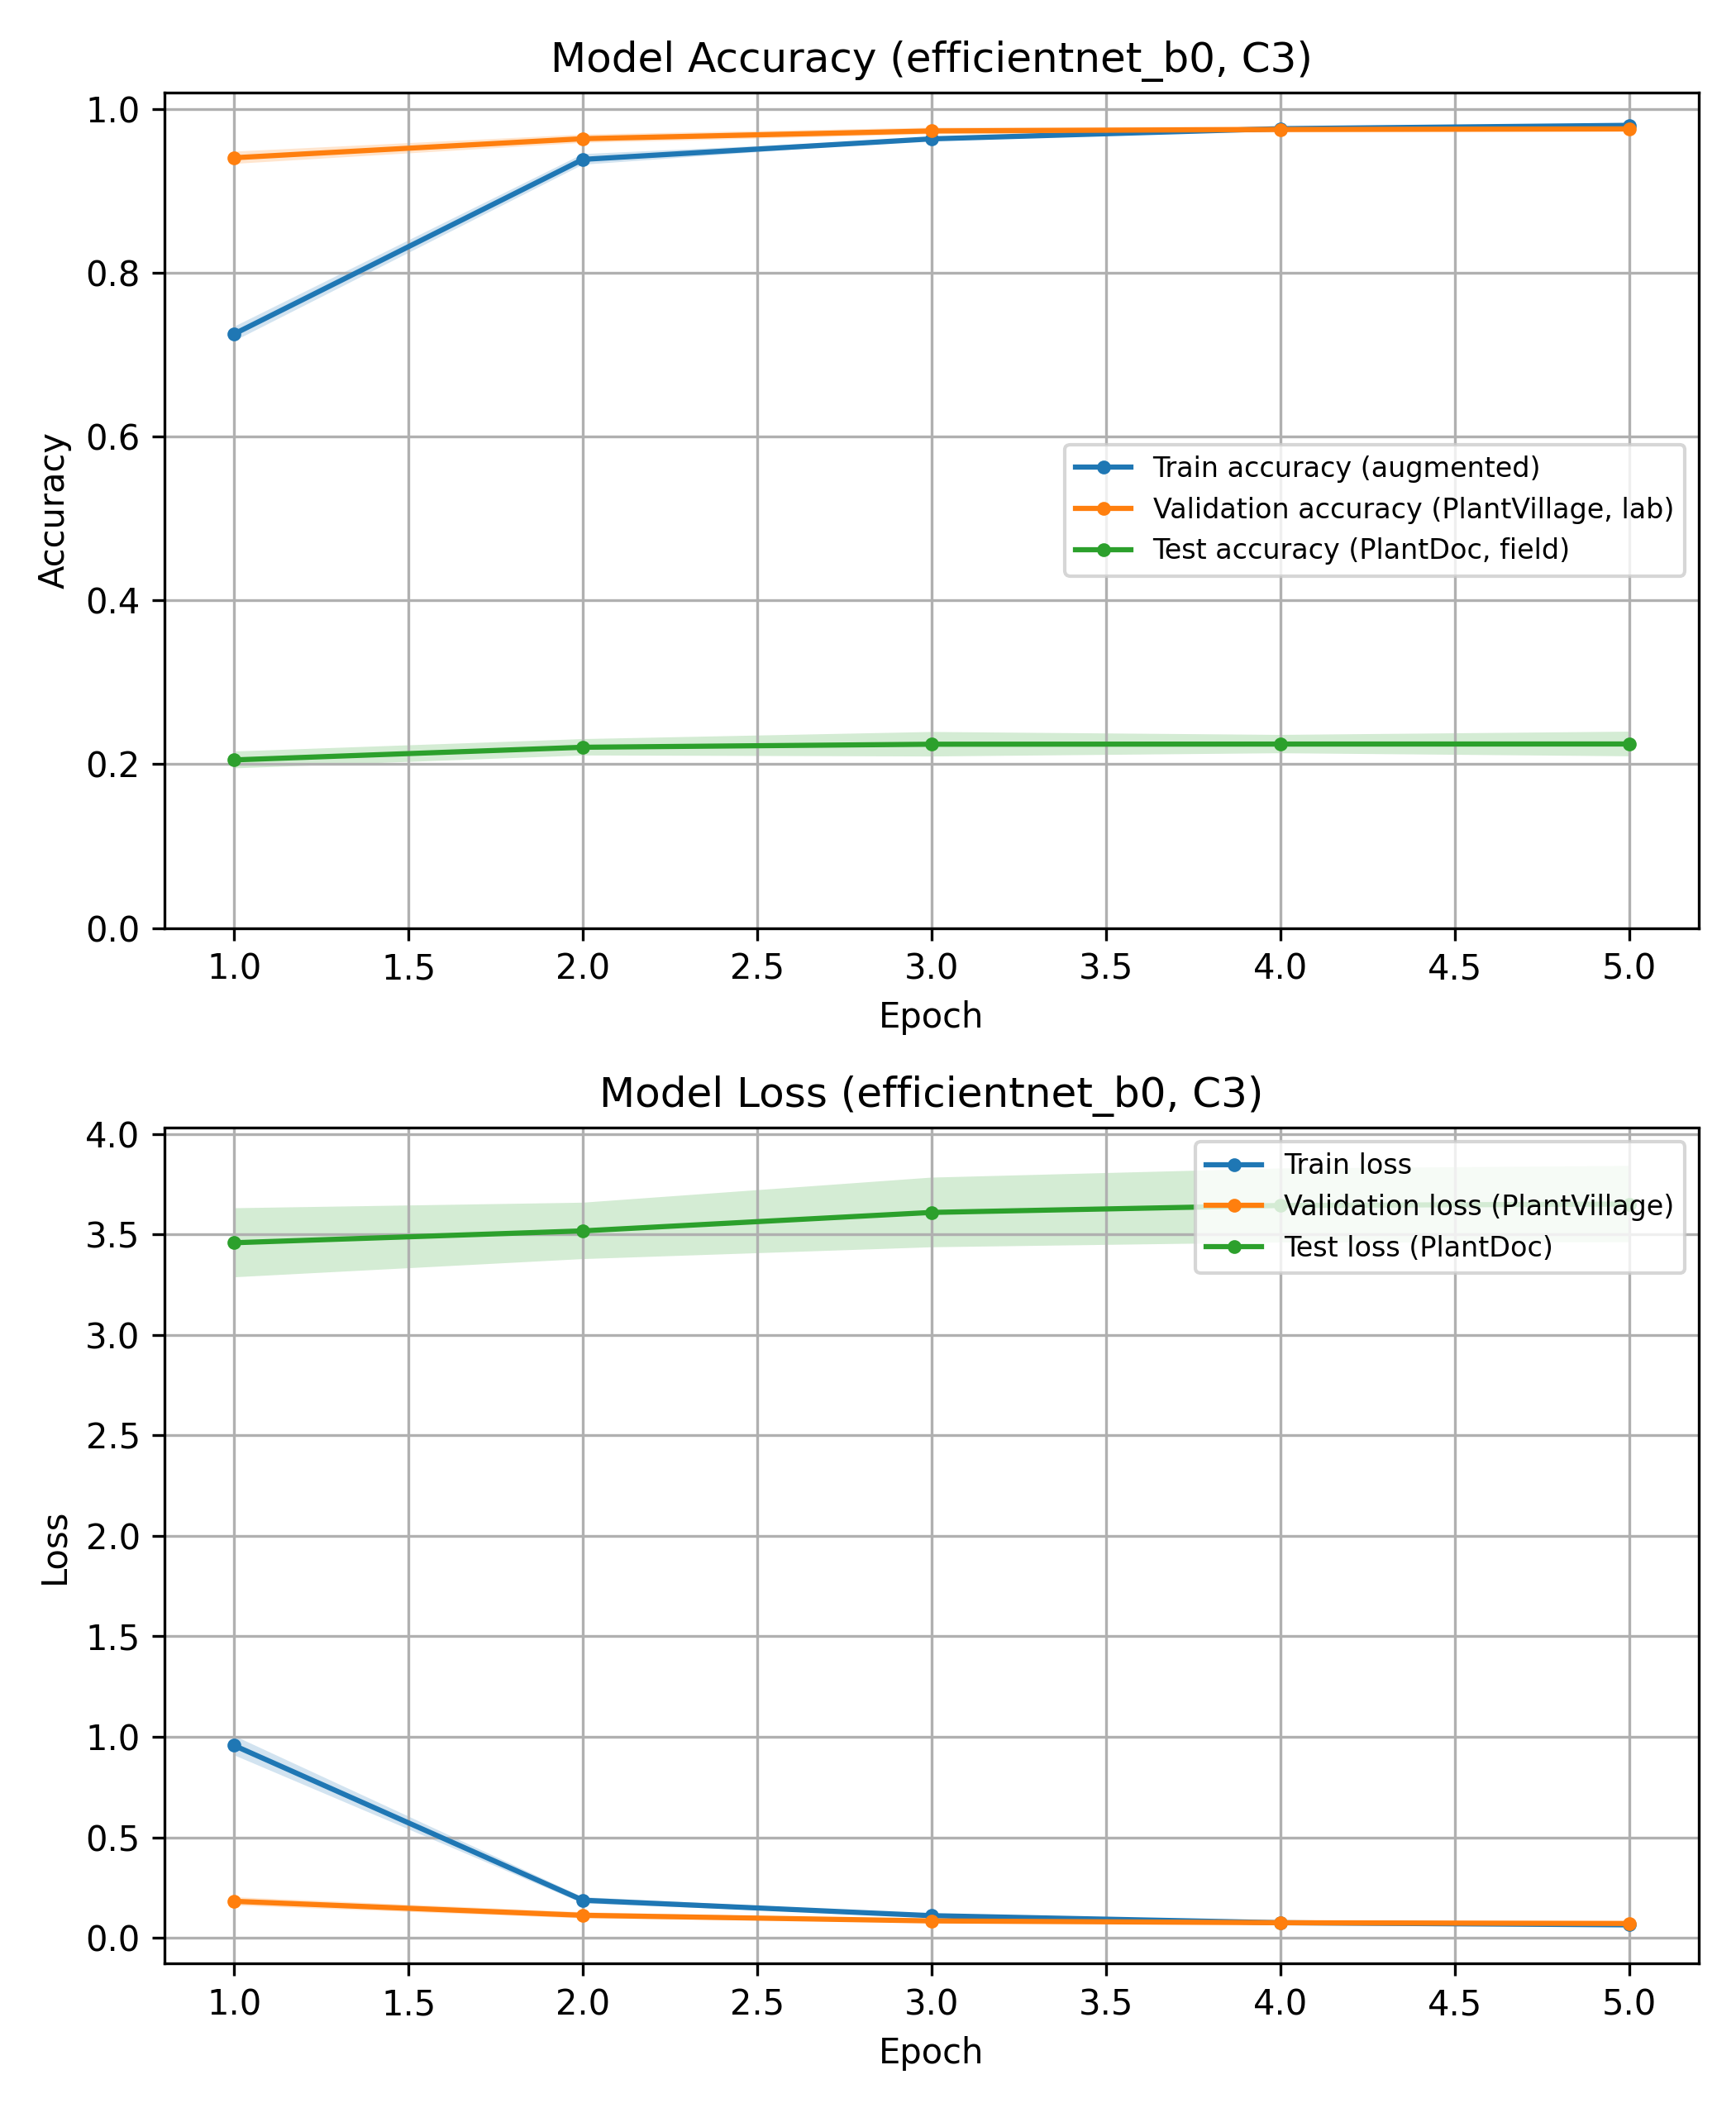 Model Accuracy (efficientnet_b0, C3)
1.0
0.8
0.6
0.4
0.2
0.0
Accuracy
Train accuracy (augmented)
Validation accuracy (PlantVillage, lab)
Test accuracy (PlantDoc, field)
1.0 1.5 2.0 2.5 3.0 3.5 4.0 4.5 5.0
Epoch
Model Loss (efficientnet_b0, C3)
4.0
3.5
3.0
2.5
2.0
1.5
1.0
0.5
0.0
Loss
Train loss
Validation loss (PlantVillage)
Test loss (PlantDoc)
1.0 1.5 2.0 2.5 3.0 3.5 4.0 4.5 5.0
Epoch